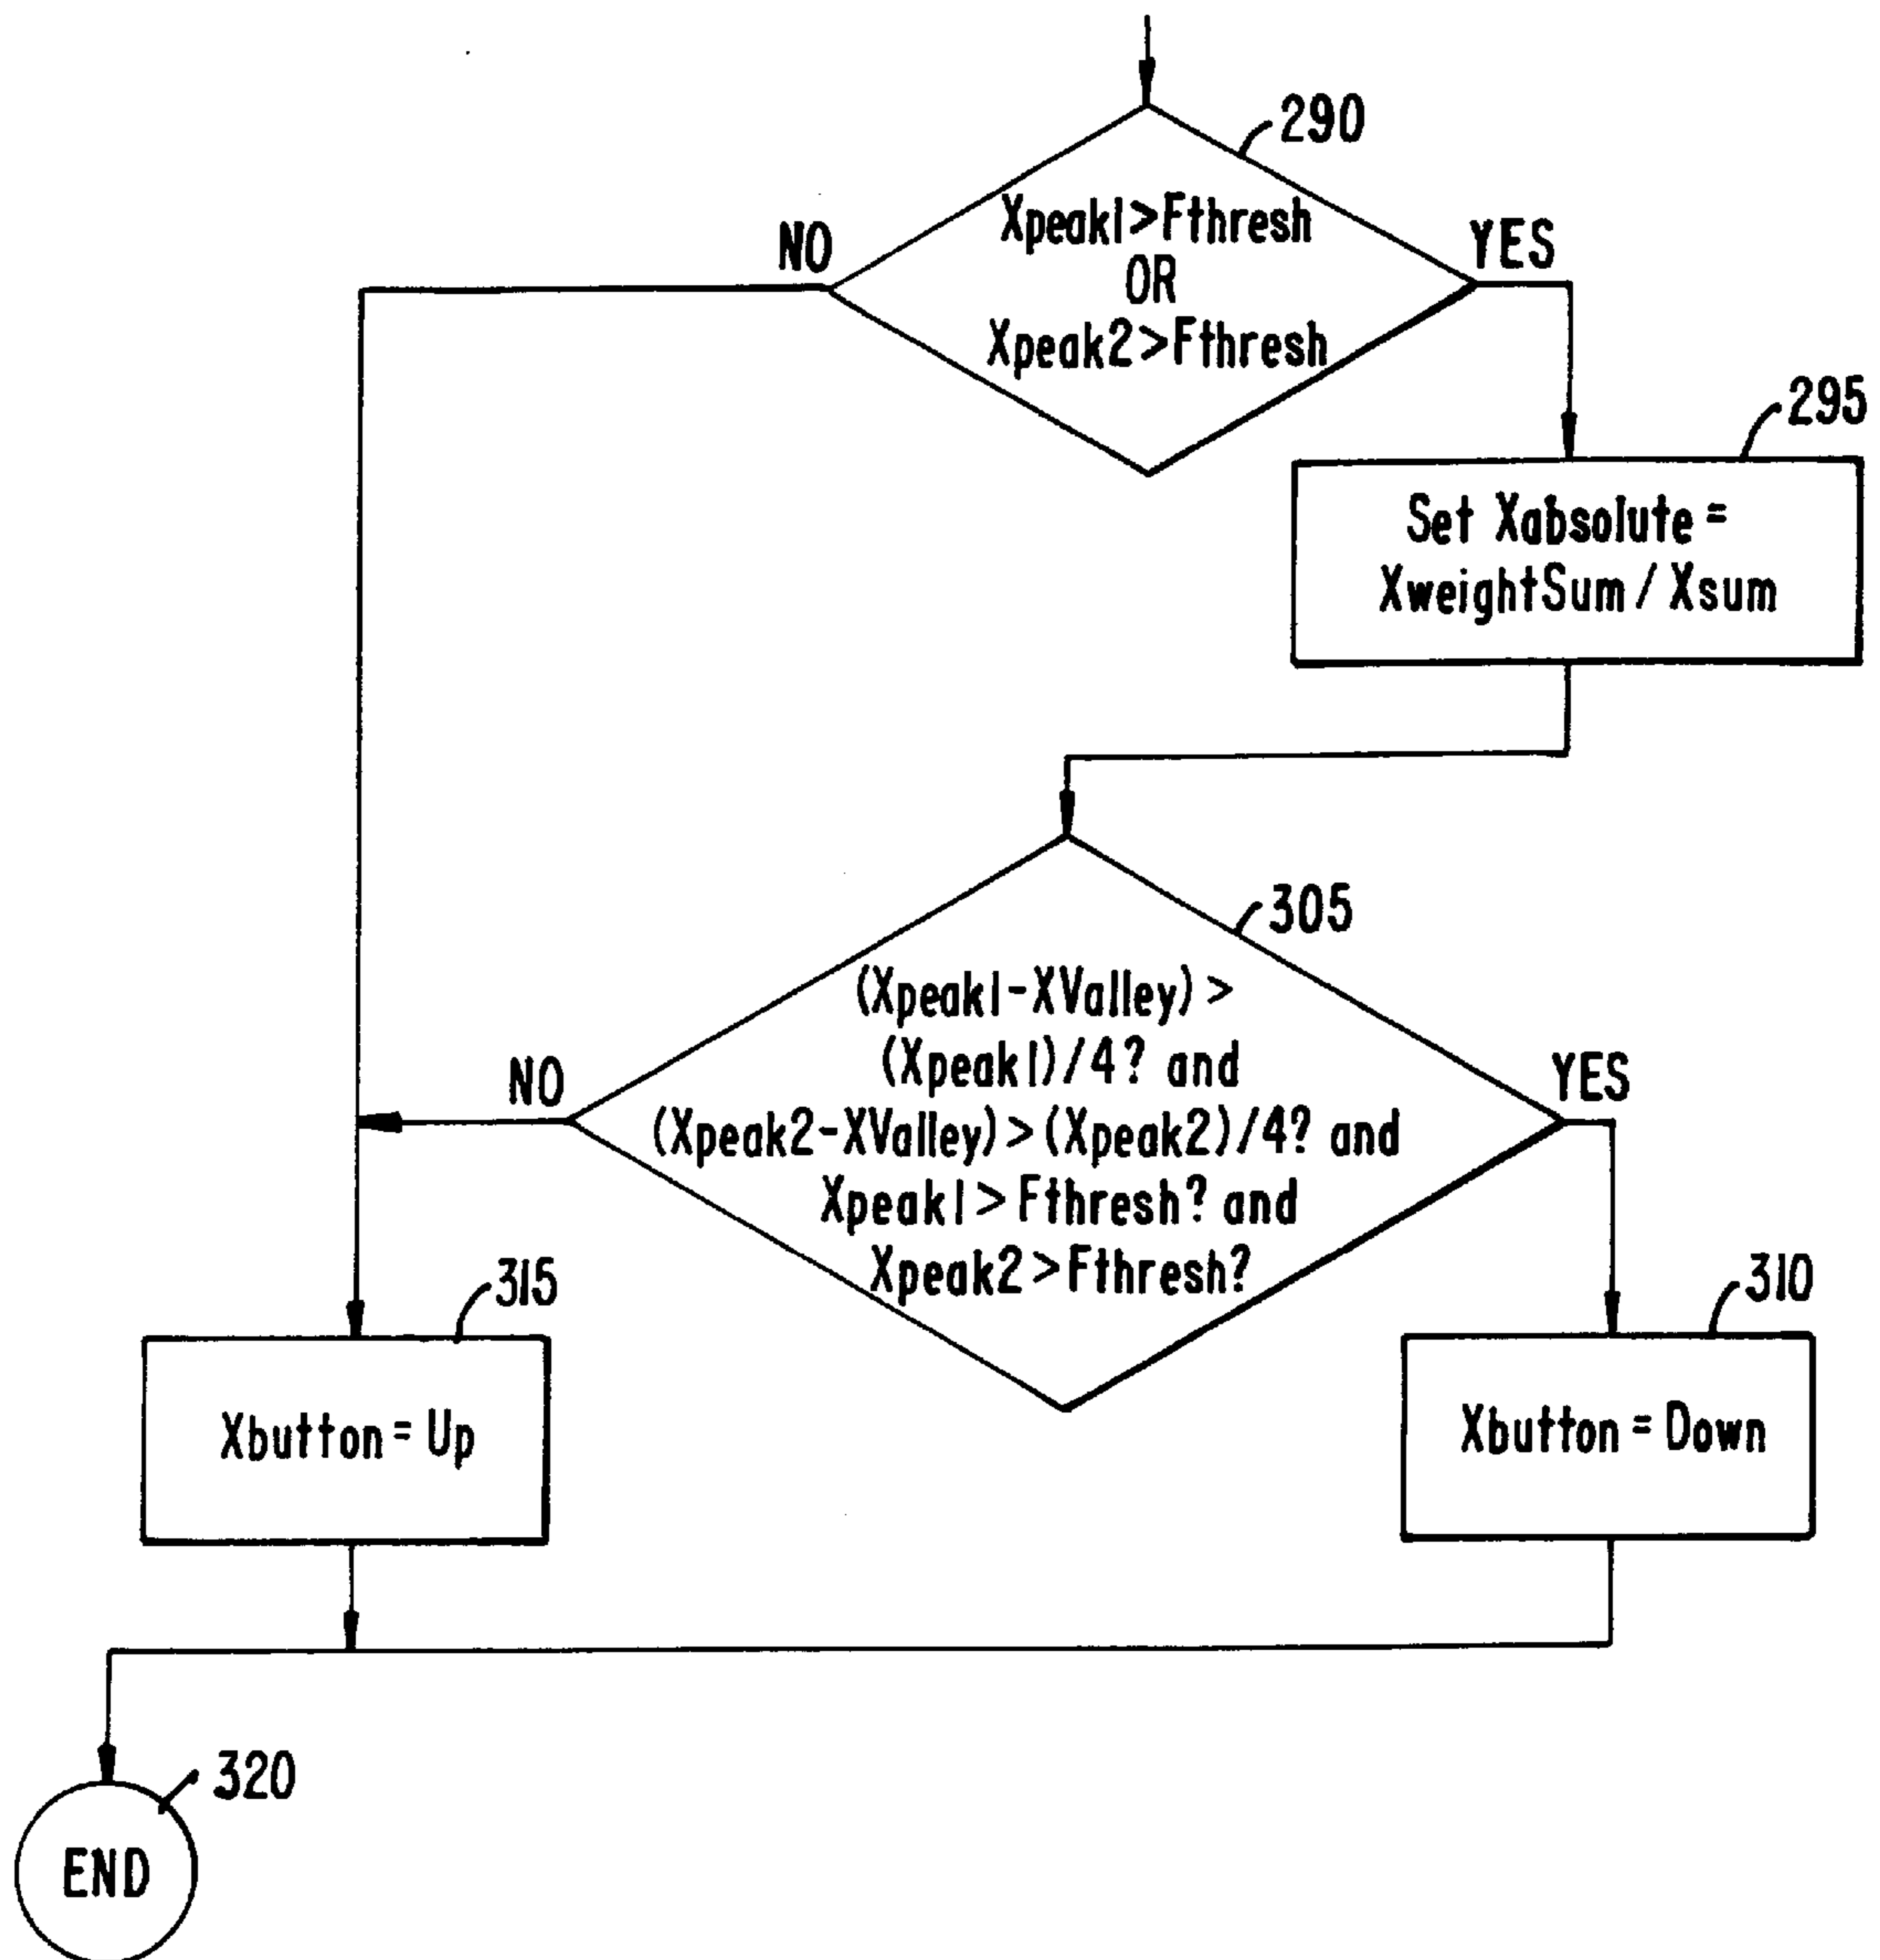 290
Xpeak1>Fthresh
OR
Xpeak2>Fthresh
NO
YES
295
Set Xabsolute =
XweightSum / Xsum
305
(Xpeak1-XValley) >
(Xpeak1)/4? and
(Xpeak2-XValley) > (Xpeak2)/4? and
Xpeak1 > Fthresh? and
Xpeak2 > Fthresh?
NO
YES
315
Xbutton = Up
310
Xbutton = Down
320
END